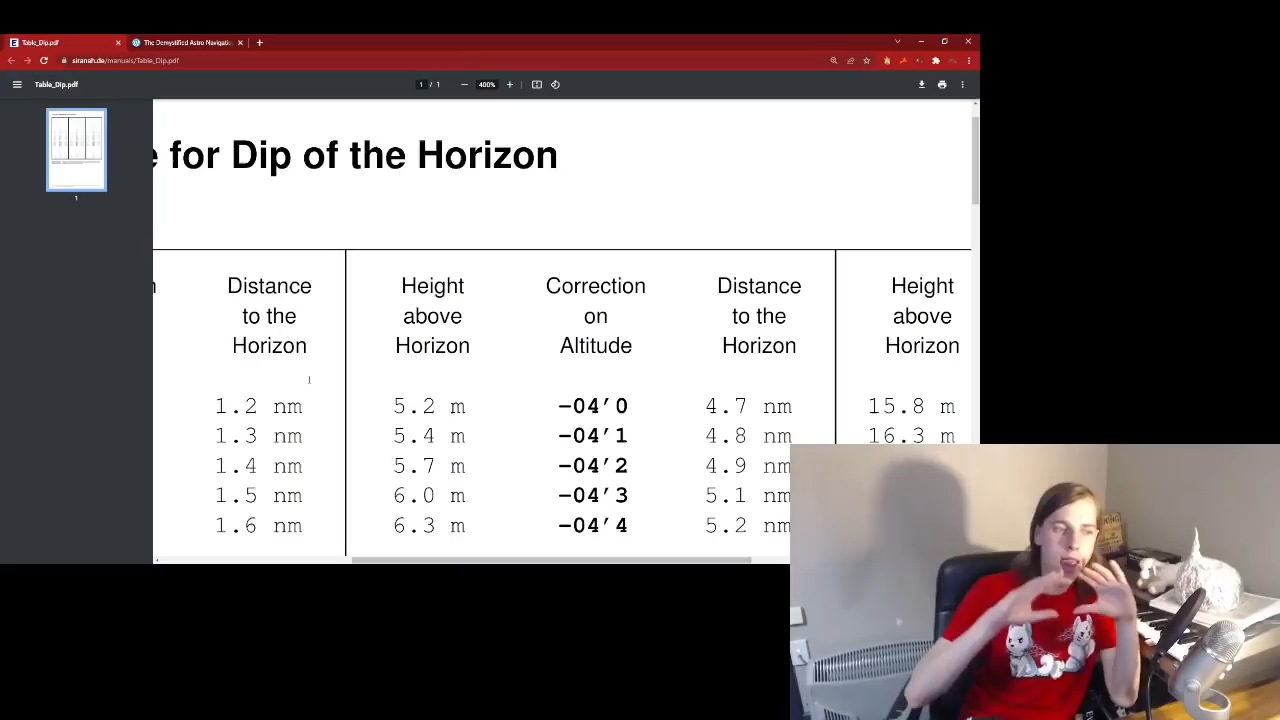 Table_Dip.pdf
The Demystified Astro Navigatio
siranah.de/manuals/Table_Dip.pdf
Table_Dip.pdf
1 / 1
400%
1
e for Dip of the Horizon
n
Distance
to the
Horizon
Height
above
Horizon
Correction
on
Altitude
Distance
to the
Horizon
Height
above
Horizon
1.2 nm 5.2 m -04'0 4.7 nm 15.8 m
1.3 nm 5.4 m -04'1 4.8 nm 16.3 m
1.4 nm 5.7 m -04'2 4.9 nm
1.5 nm 6.0 m -04'3 5.1 nm
1.6 nm 6.3 m -04'4 5.2 nm